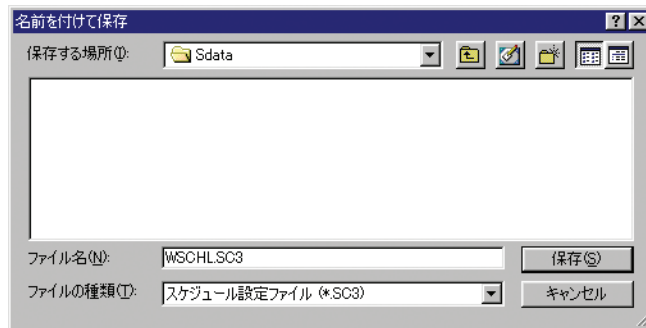 名前を付けて保存
保存する場所(I):
Sdata
ファイル名(N):
WSCHL.SC3
保存(S)
ファイルの種類(T):
スケジュール設定ファイル (*.SC3)
キャンセル